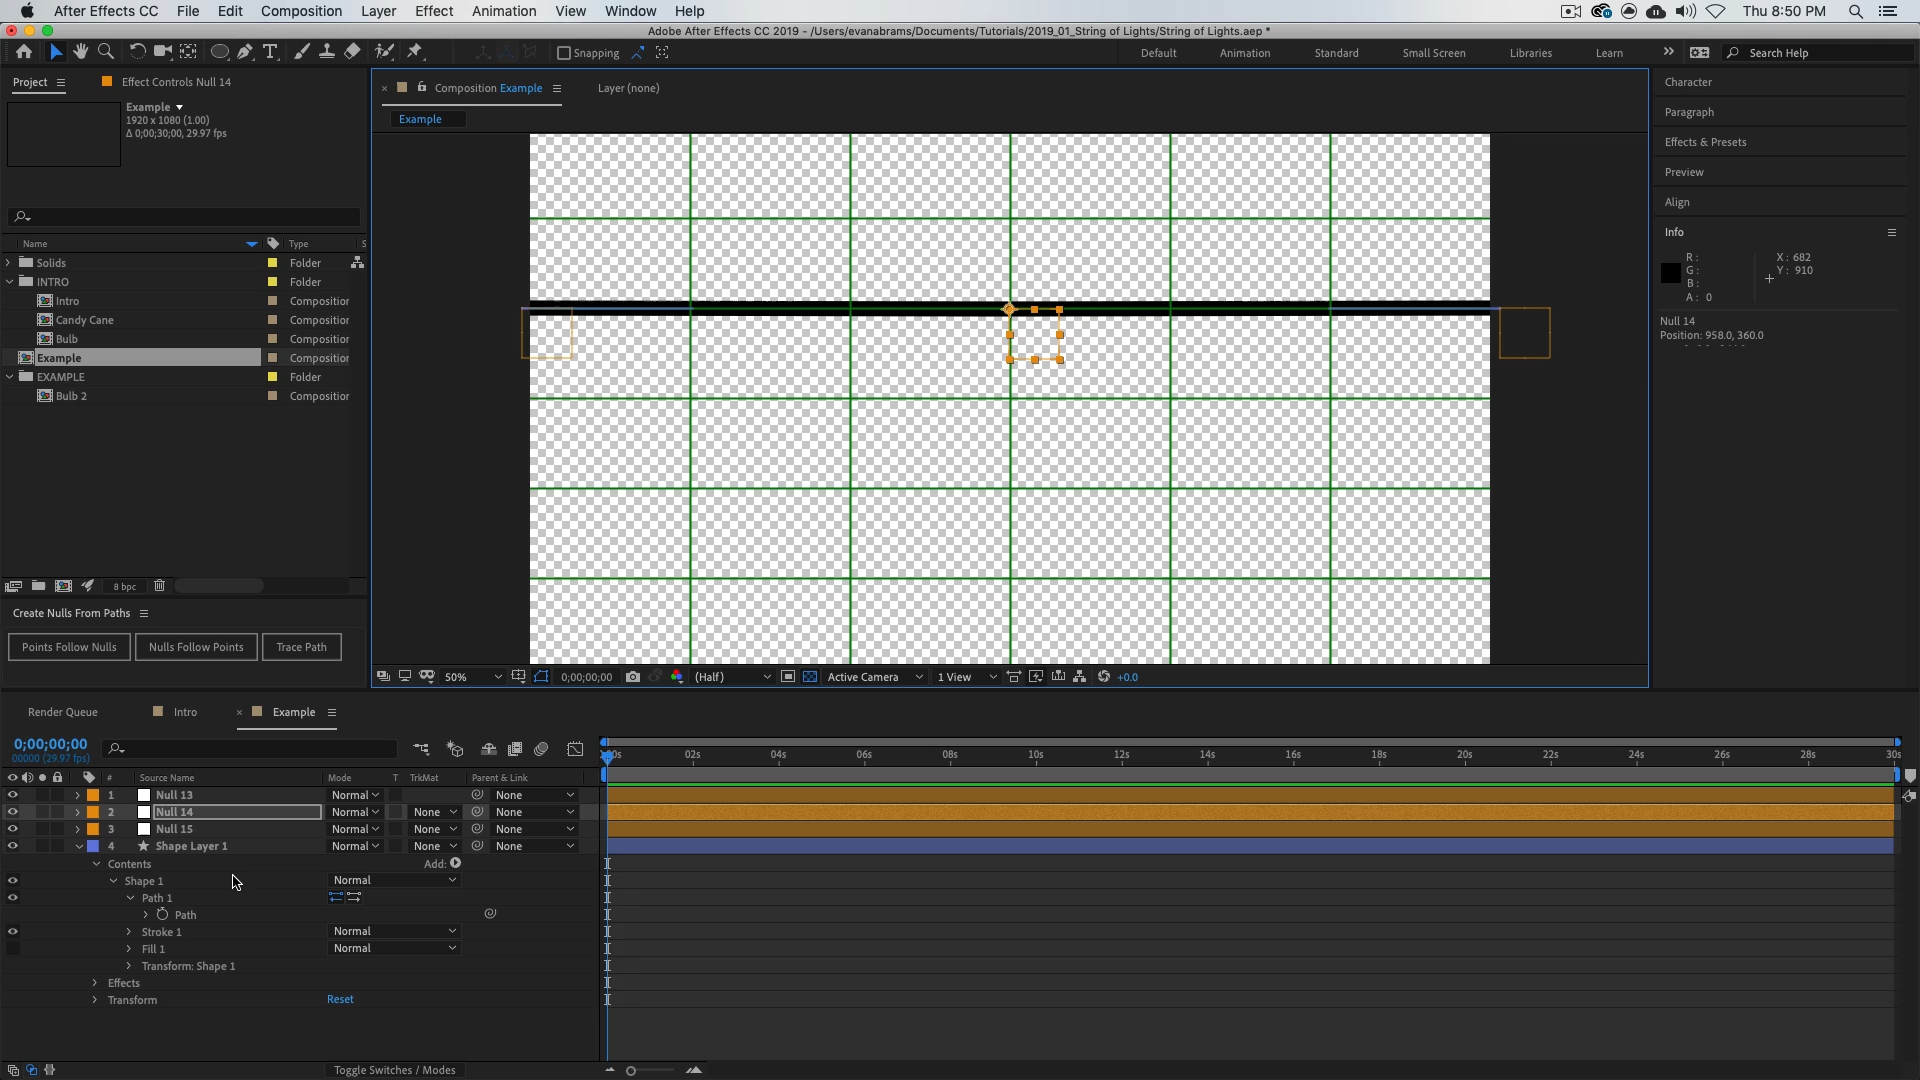 After Effects CC File Edit Composition Layer Effect Animation View Window Help Thu 8:50 PM
Adobe After Effects CC 2019 - /Users/evanabrams/Documents/Tutorials/2019_01_String of Lights/String of Lights.aep *
Snapping Default Animation Standard Small Screen Libraries Learn Search Help
Project Effect Controls Null 14
Example
1920 x 1080 (1.00)
Δ 0;00;30;00, 29.97 fps
Name Type S
Solids Folder
INTRO Folder
Intro Composition
Candy Cane Composition
Bulb Composition
Example Composition
EXAMPLE Folder
Bulb 2 Composition
8 bpc
Create Nulls From Paths
Points Follow Nulls Nulls Follow Points Trace Path
Composition Example Layer (none)
Example
50% 0;00;00;00 (Half) Active Camera 1 View +0.0
Character
Paragraph
Effects & Presets
Preview
Align
Info
R :
G :
B :
A : 0
X : 682
Y : 910
Null 14
Position: 958.0, 360.0
Render Queue Intro Example
0;00;00;00
00000 (29.97 fps)
# Source Name Mode T TrkMat Parent & Link
02s 04s 06s 08s 10s 12s 14s 16s 18s 20s 22s 24s 26s 28s 30s
1 Null 13 Normal None
2 Null 14 Normal None None
3 Null 15 Normal None None
4 Shape Layer 1 Normal None None
Contents Add:
Shape 1 Normal
Path 1
Path
Stroke 1 Normal
Fill 1 Normal
Transform: Shape 1
Effects
Transform Reset
Toggle Switches / Modes